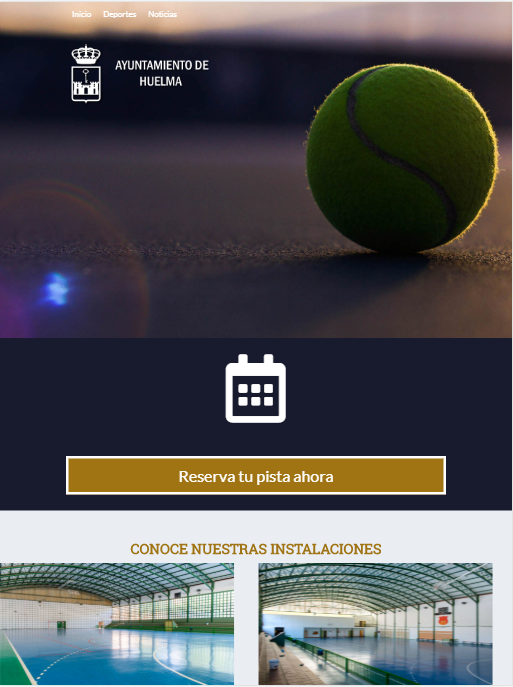 Inicio Deportes Noticias
AYUNTAMIENTO DE
HUELMA
Reserva tu pista ahora
CONOCE NUESTRAS INSTALACIONES